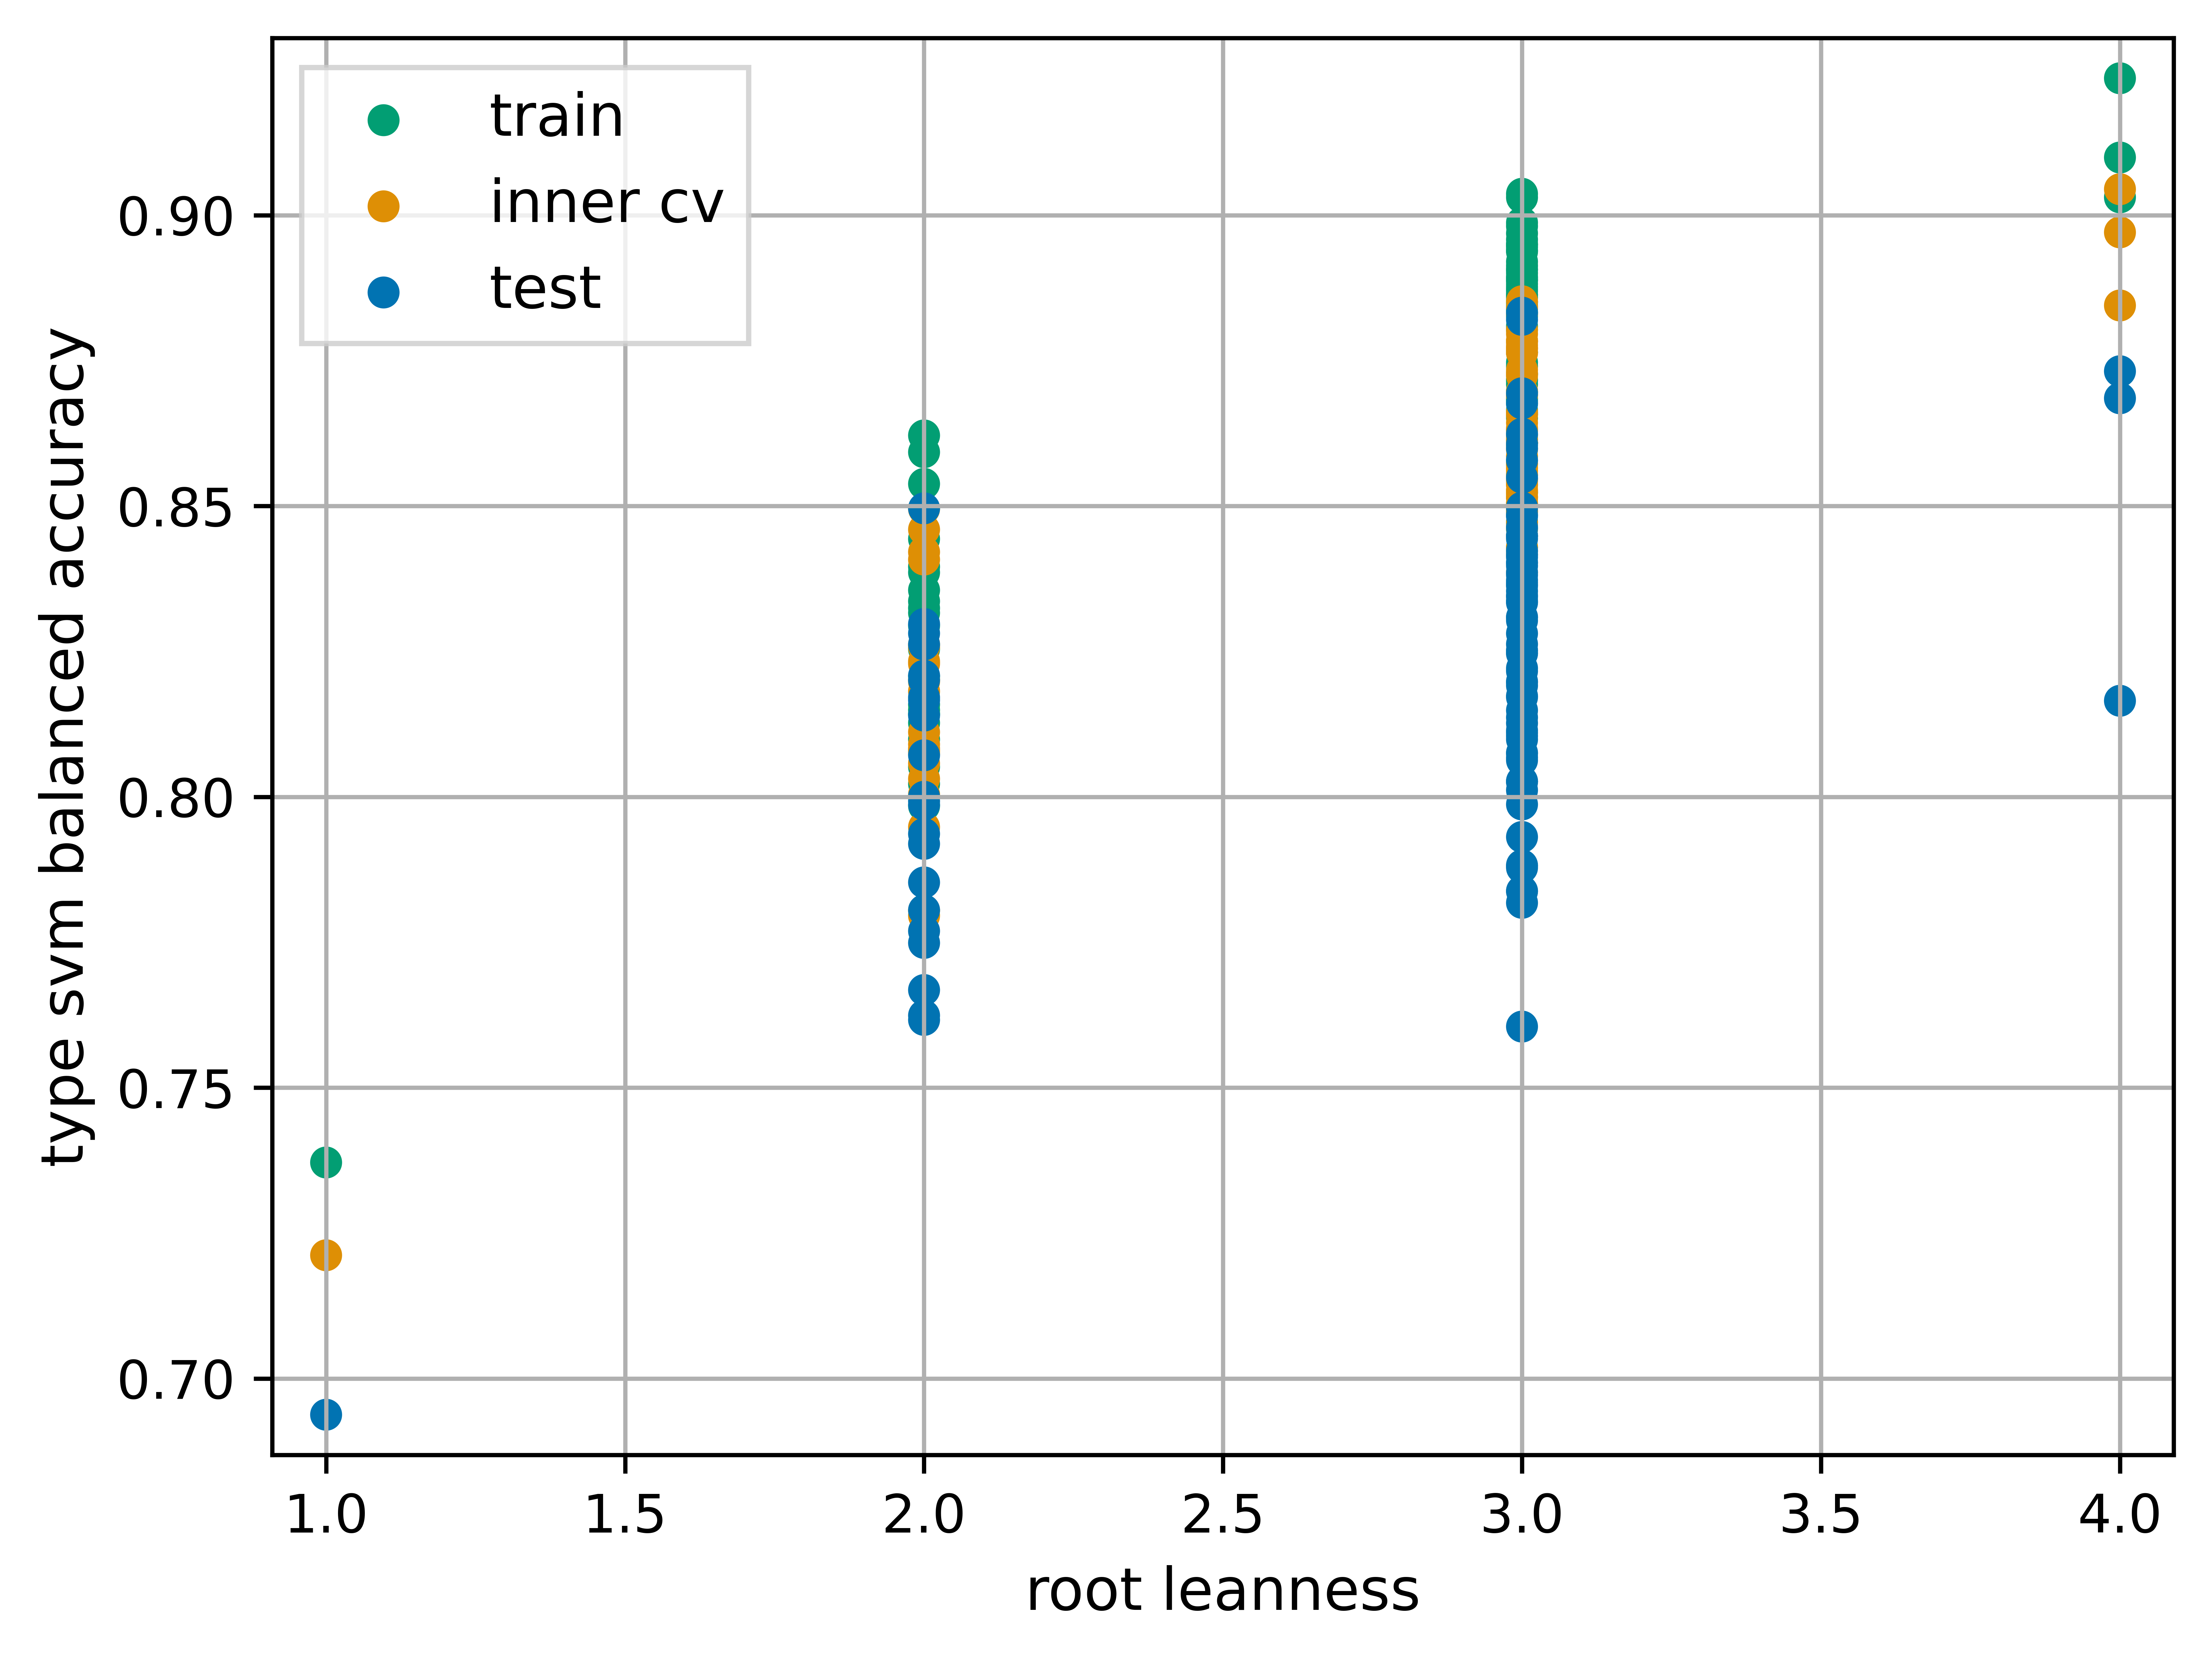 train
inner cv
test
type svm balanced accuracy
0.90
0.85
0.80
0.75
0.70
1.0 1.5 2.0 2.5 3.0 3.5 4.0
root leanness